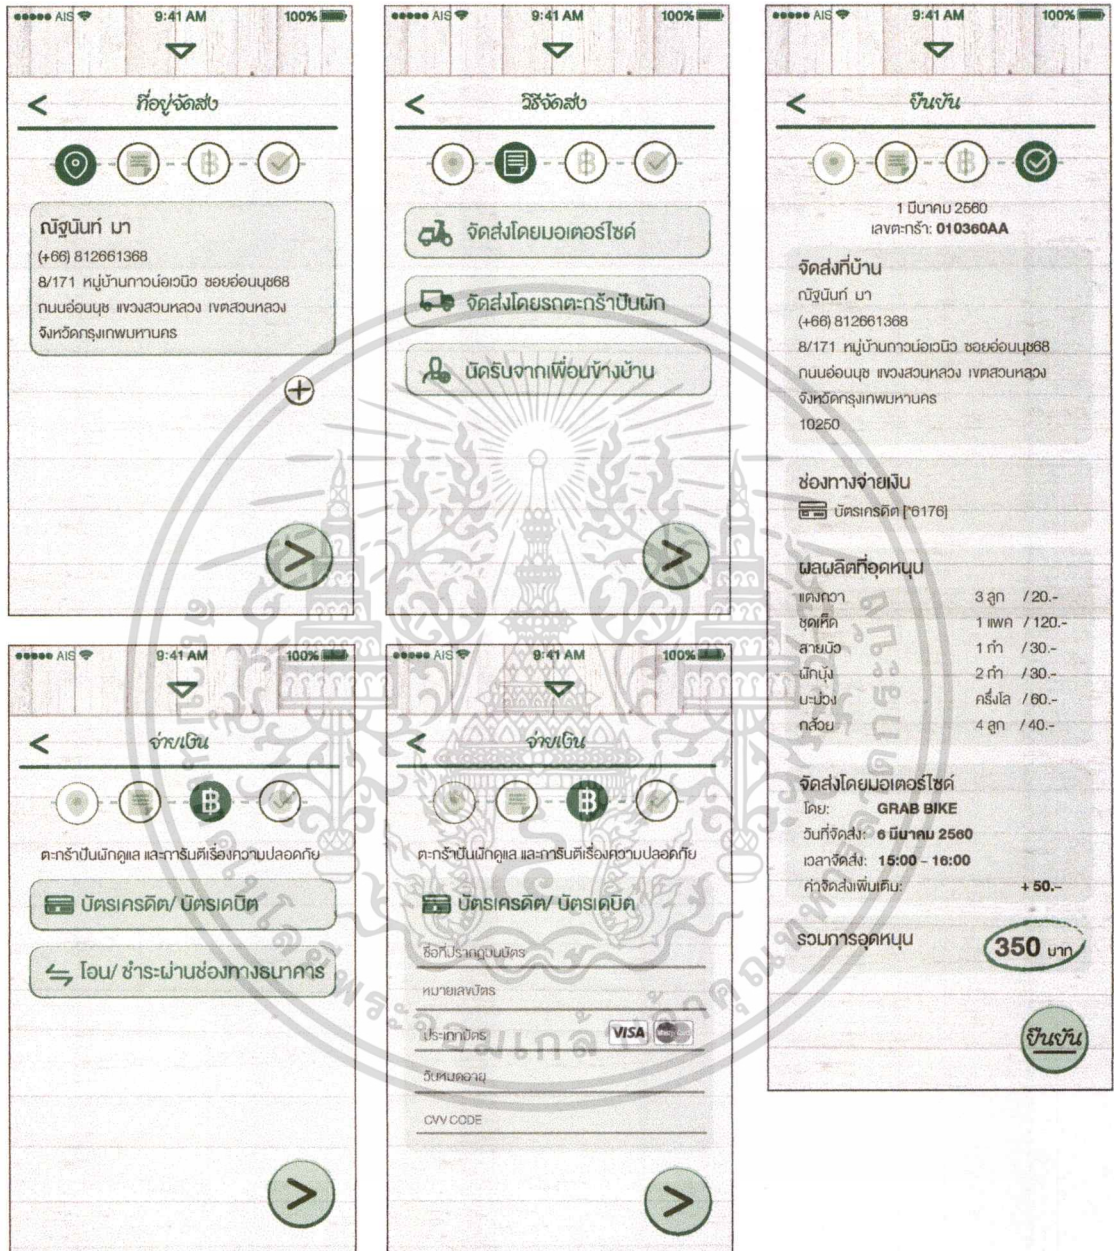 AIS 9:41 AM 100%
ที่อยู่จัดส่ง
ณัฐนันท์ มา
(+66) 812661368
8/171 หมู่บ้านทาวน์อเวนิว ซอยอ่อนนุช68
ถนนอ่อนนุช แขวงสวนหลวง เขตสวนหลวง
จังหวัดกรุงเทพมหานคร
>
AIS 9:41 AM 100%
วิธีจัดส่ง
จัดส่งโดยมอเตอร์ไซด์
จัดส่งโดยรถตะกร้าปันผัก
นัดรับจากเพื่อนข้างบ้าน
>
AIS 9:41 AM 100%
จ่ายเงิน
฿
ตะกร้าปันผักดูแล และการันตีเรื่องความปลอดภัย
บัตรเครดิต/ บัตรเดบิต
โอน/ ชำระผ่านช่องทางธนาคาร
>
AIS 9:41 AM 100%
จ่ายเงิน
฿
ตะกร้าปันผักดูแล และการันตีเรื่องความปลอดภัย
บัตรเครดิต/ บัตรเดบิต
ชื่อที่ปรากฏบนบัตร
หมายเลขบัตร
ประเภทบัตร VISA
วันหมดอายุ
CVV CODE
>
AIS 9:41 AM 100%
ยืนยัน
1 มีนาคม 2560
เลขตะกร้า: 010360AA
จัดส่งที่บ้าน
ณัฐนันท์ มา
(+66) 812661368
8/171 หมู่บ้านทาวน์อเวนิว ซอยอ่อนนุช68
ถนนอ่อนนุช แขวงสวนหลวง เขตสวนหลวง
จังหวัดกรุงเทพมหานคร
10250
ช่องทางจ่ายเงิน
บัตรเครดิต [*6176]
ผลผลิตที่อุดหนุน
แตงกวา 3 ลูก / 20.-
ชุดเห็ด 1 แพค / 120.-
สายบัว 1 กำ / 30.-
ผักบุ้ง 2 กำ / 30.-
มะม่วง ครึ่งโล / 60.-
กล้วย 4 ลูก / 40.-
จัดส่งโดยมอเตอร์ไซด์
โดย: GRAB BIKE
วันที่จัดส่ง: 6 มีนาคม 2560
เวลาจัดส่ง: 15:00 - 16:00
ค่าจัดส่งเพิ่มเติม: + 50.-
รวมการอุดหนุน 350 บาท
ยืนยัน